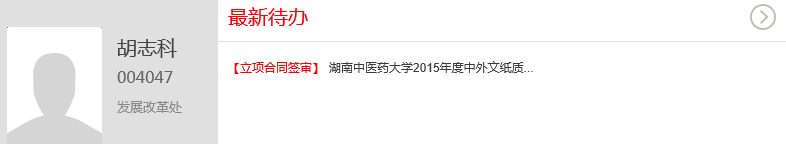 胡志科
004047
发展改革处
最新待办
【立项合同签审】 湖南中医药大学2015年度中外文纸质...